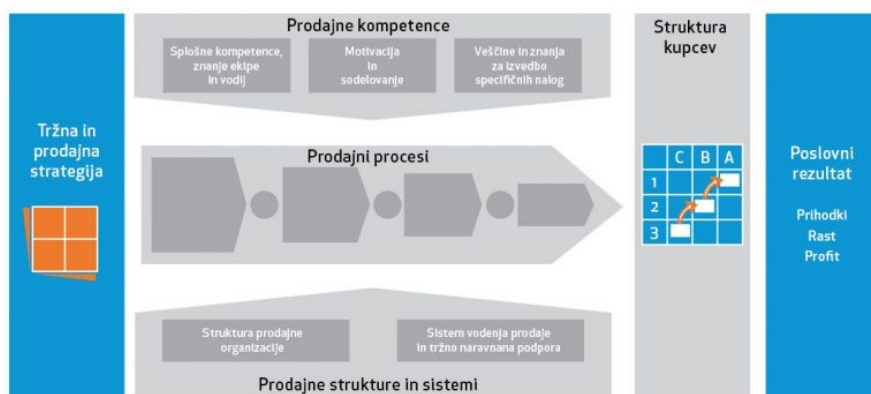 Tržna in
prodajna
strategija
Prodajne kompetence
Splošne kompetence,
znanje ekipe
in vodij
Motivacija
in
sodelovanje
Veščine in znanja
za izvedbo
specifičnih nalog
Prodajni procesi
Struktura prodajne
organizacije
Sistem vodenja prodaje
in tržno naravnana podpora
Prodajne strukture in sistemi
Struktura
kupcev
C B A
1
2
3
Poslovni
rezultat
Prihodki
Rast
Profit